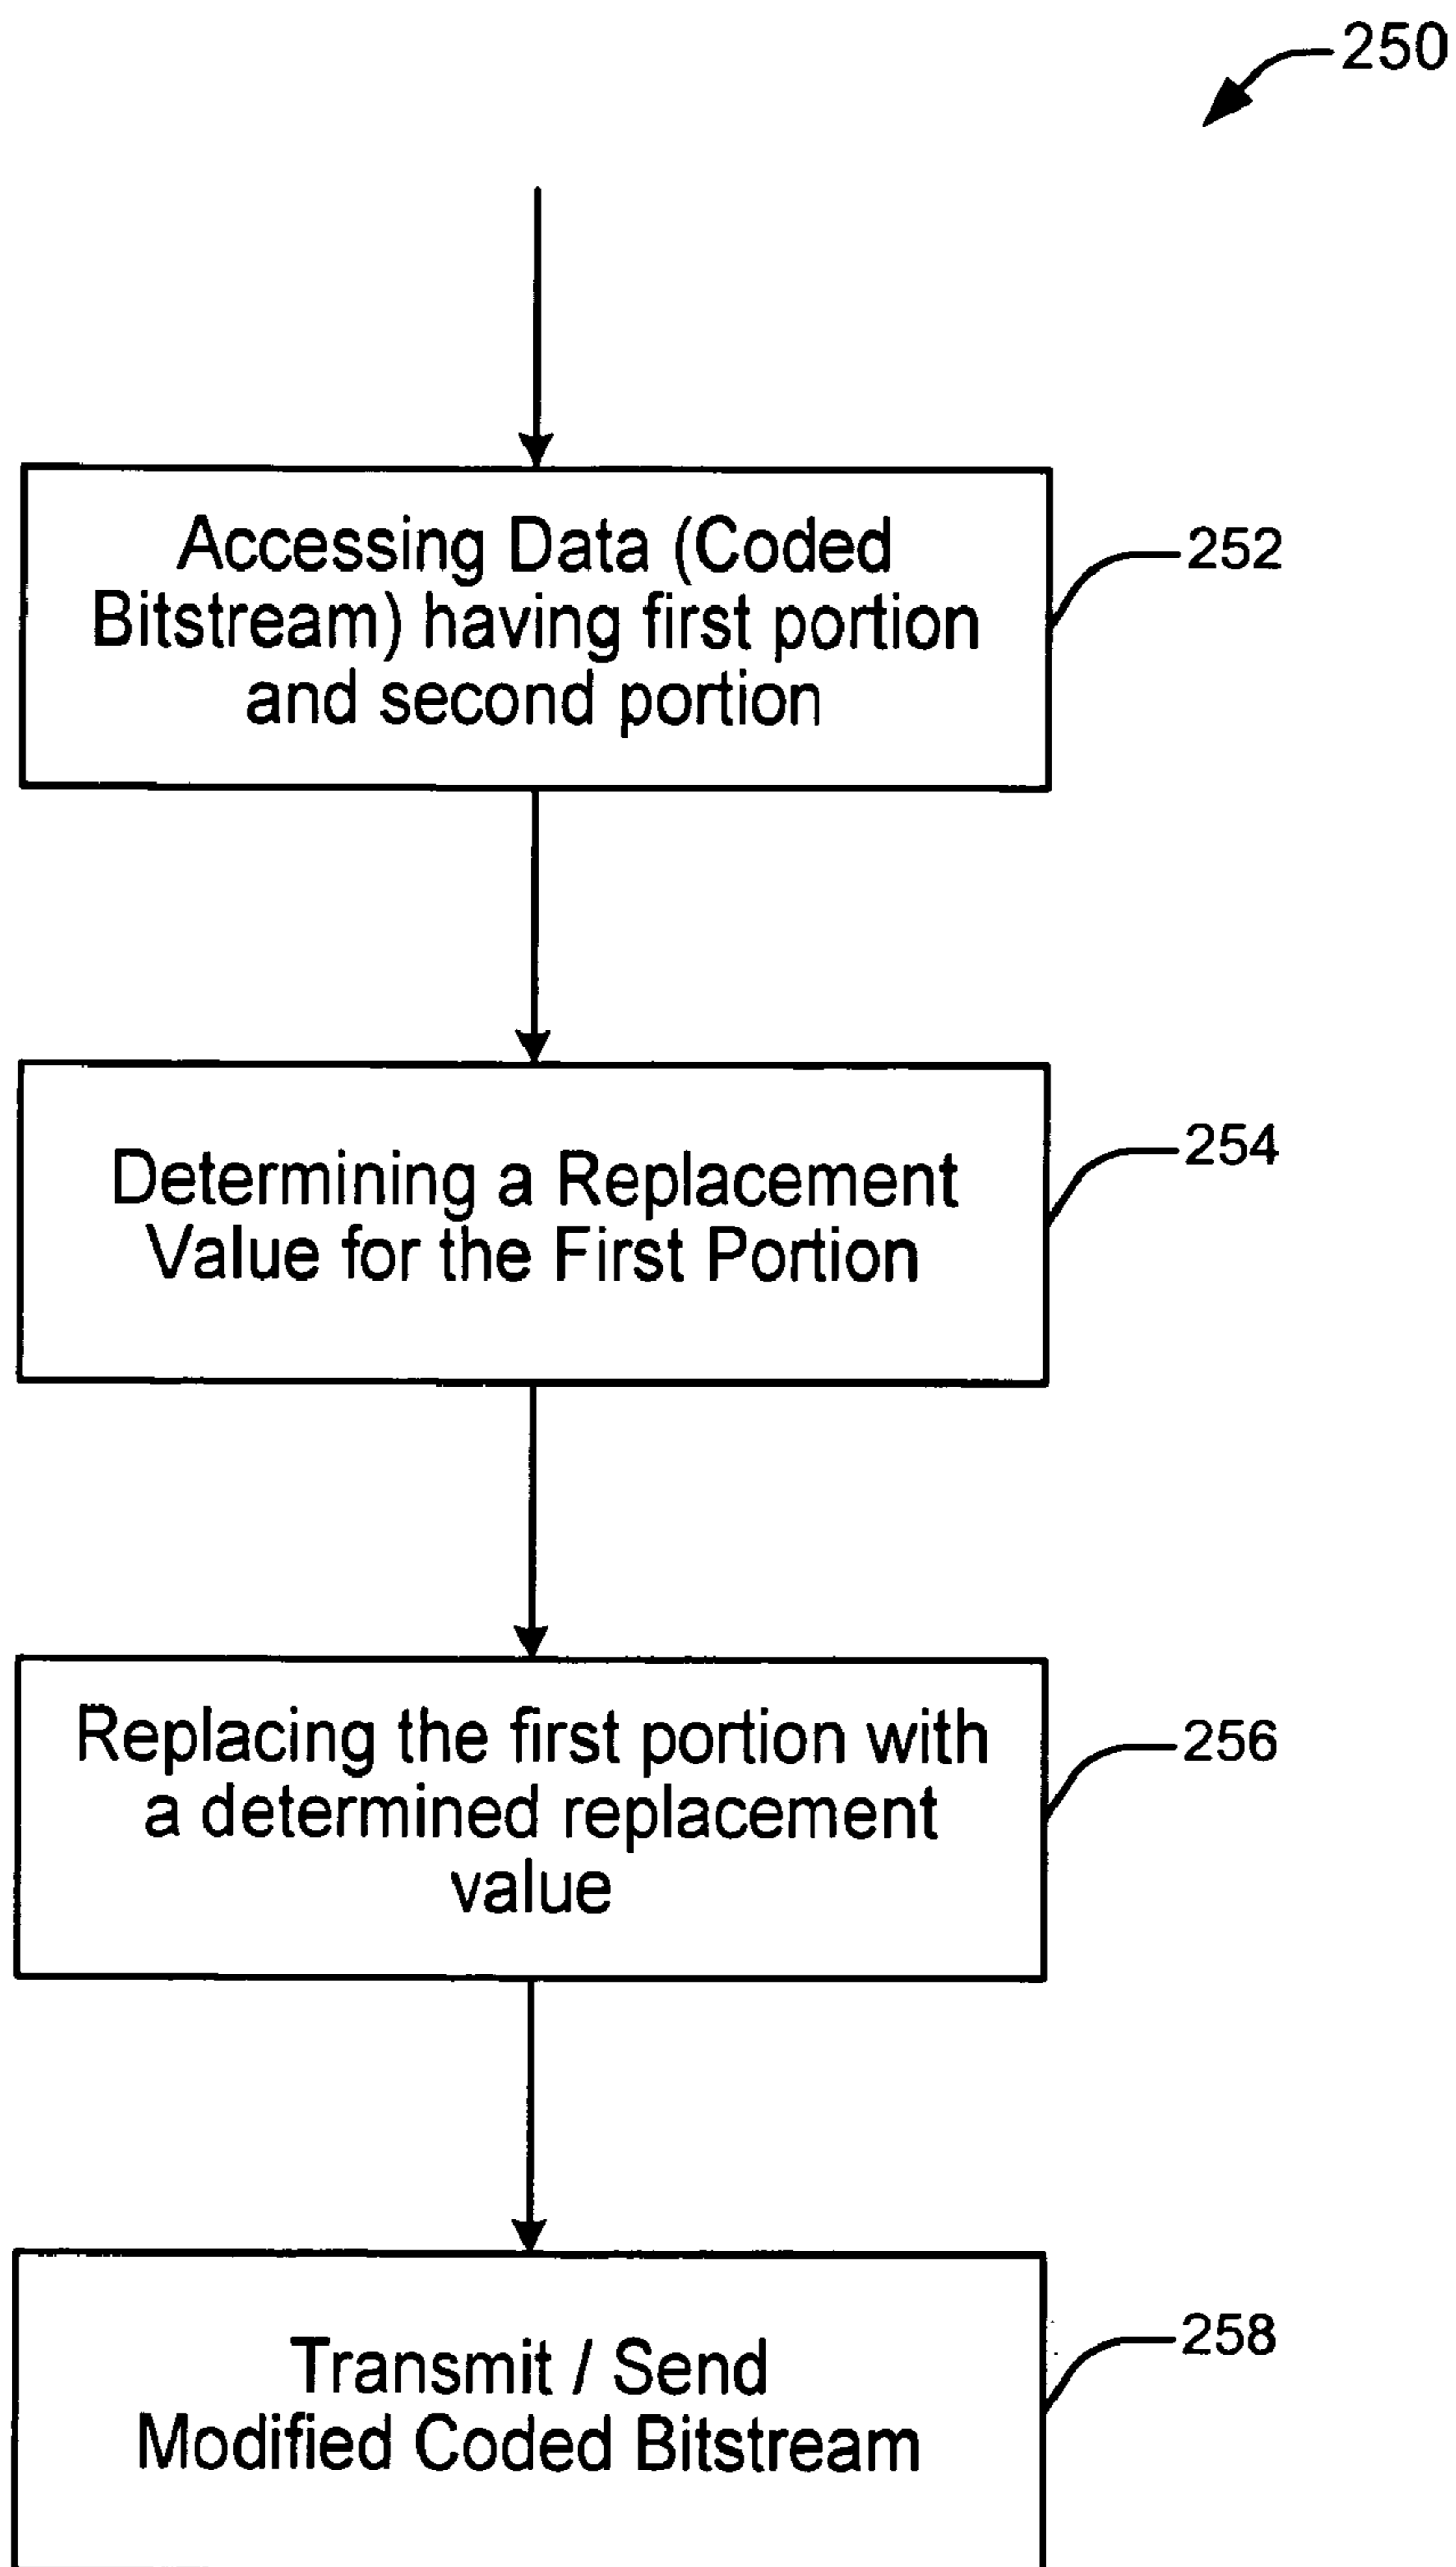 250
Accessing Data (Coded
Bitstream) having first portion
and second portion
252
Determining a Replacement
Value for the First Portion
254
Replacing the first portion with
a determined replacement
value
256
Transmit / Send
Modified Coded Bitstream
258